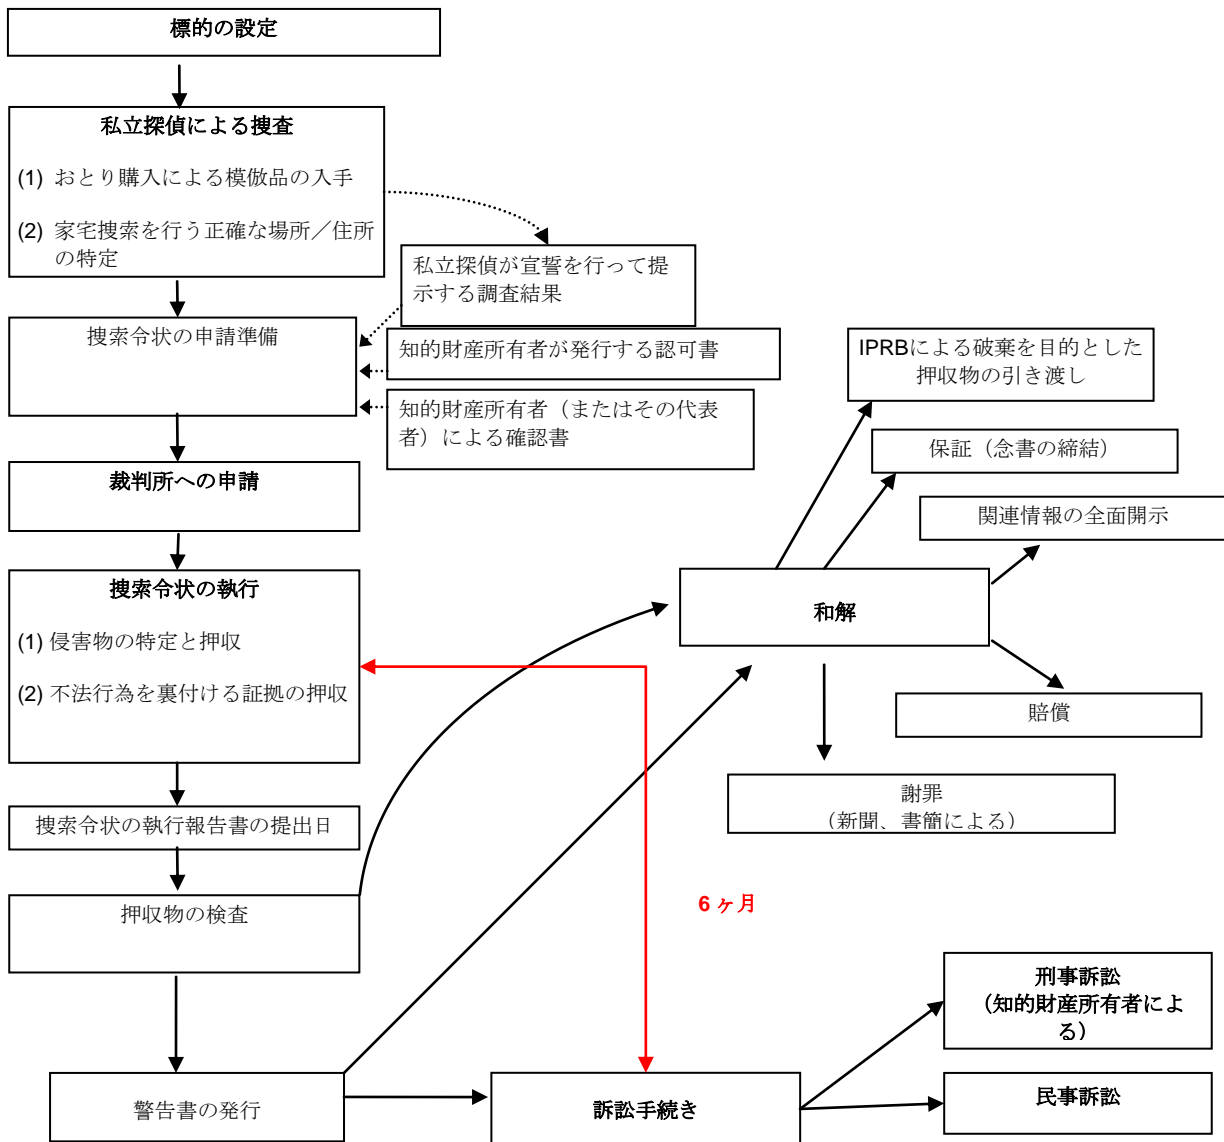 標的の設定
私立探偵による捜査
(1) おとり購入による模倣品の入手
(2) 家宅捜索を行う正確な場所／住所
の特定
私立探偵が宣誓を行って提
示する調査結果
捜索令状の申請準備
知的財産所有者が発行する認可書
知的財産所有者（またはその代表
者）による確認書
IPRBによる破棄を目的とした
押収物の引き渡し
保証（念書の締結）
裁判所への申請
関連情報の全面開示
捜索令状の執行
(1) 侵害物の特定と押収
(2) 不法行為を裏付ける証拠の押収
和解
賠償
謝罪
（新聞、書簡による）
捜索令状の執行報告書の提出日
押収物の検査
6 ヶ月
刑事訴訟
（知的財産所有者によ
る）
警告書の発行
訴訟手続き
民事訴訟